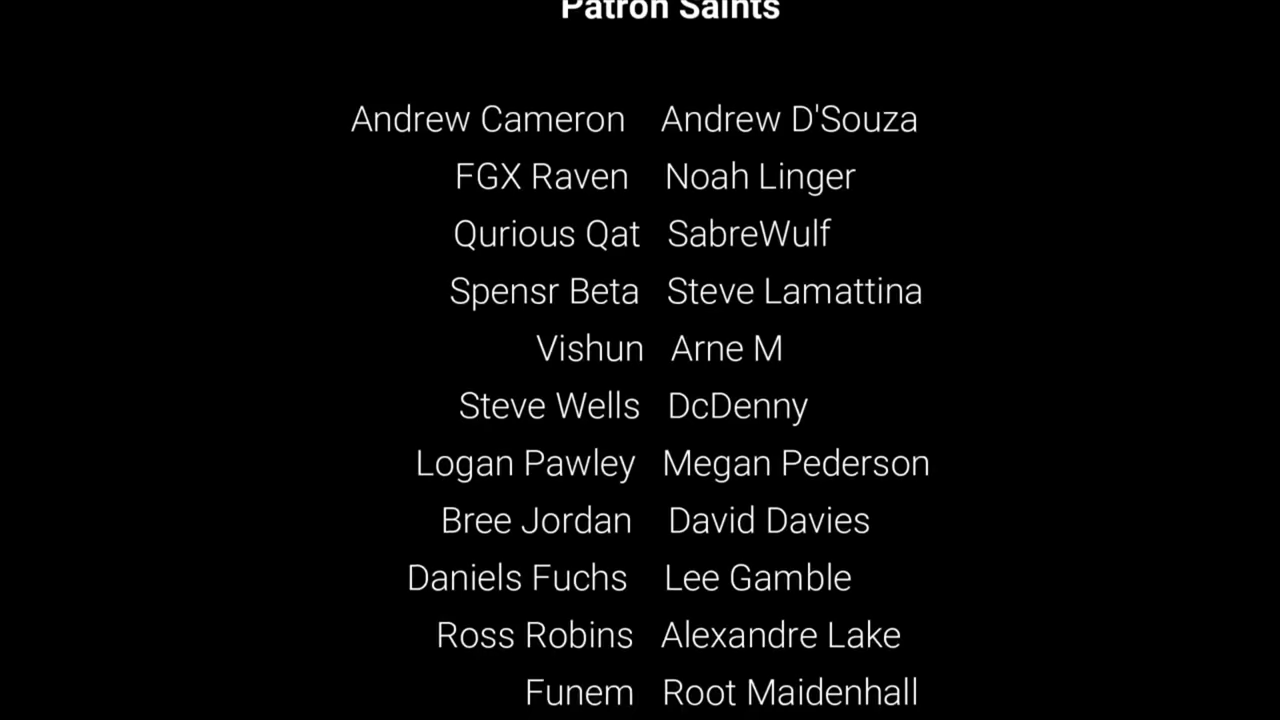 Patron Saints
Andrew Cameron Andrew D'Souza
FGX Raven Noah Linger
Qurious Qat SabreWulf
Spensr Beta Steve Lamattina
Vishun Arne M
Steve Wells DcDenny
Logan Pawley Megan Pederson
Bree Jordan David Davies
Daniels Fuchs Lee Gamble
Ross Robins Alexandre Lake
Funem Root Maidenhall